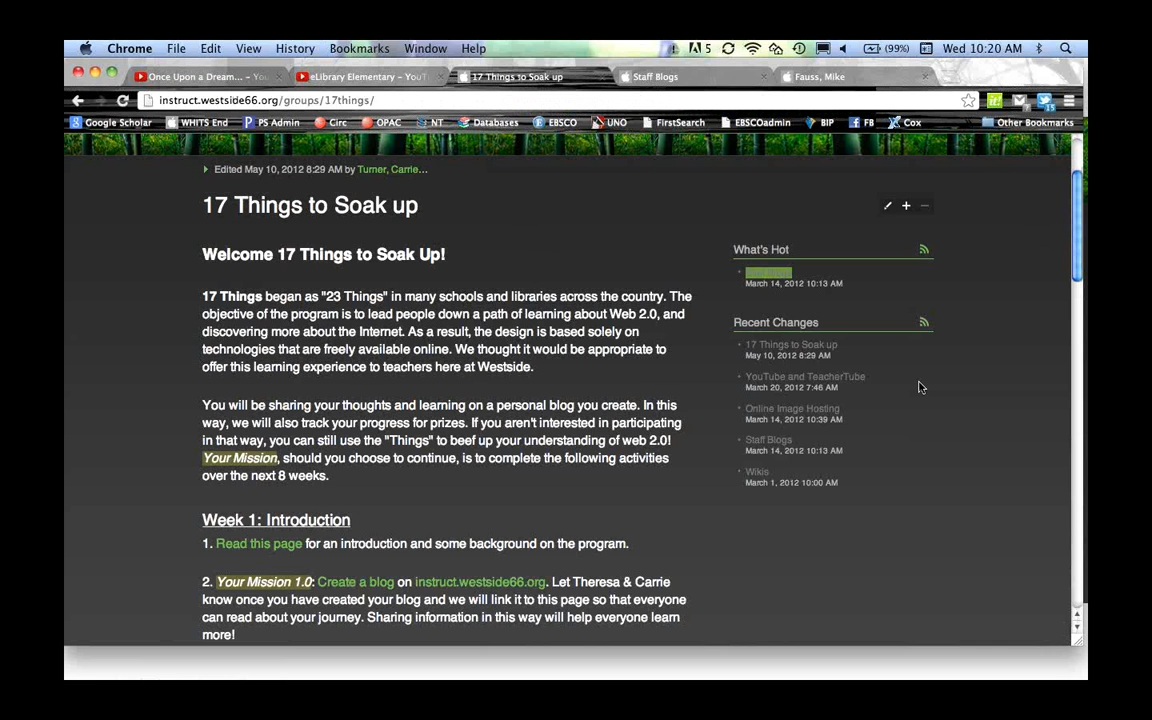 Chrome File Edit View History Bookmarks Window Help 5 (99%) Wed 10:20 AM
Once Upon a Dream... – Yo
eLibrary Elementary – YouT
17 Things to Soak up
Staff Blogs
Fauss, Mike
instruct.westside66.org/groups/17things/
Google Scholar WHITS End PS Admin Circ OPAC NT Databases EBSCO UNO FirstSearch EBSCOadmin BIP FB Cox » Other Bookmarks
Edited May 10, 2012 8:29 AM by Turner, Carrie...
17 Things to Soak up
Welcome 17 Things to Soak Up!
17 Things began as "23 Things" in many schools and libraries across the country. The
objective of the program is to lead people down a path of learning about Web 2.0, and
discovering more about the Internet. As a result, the design is based solely on
technologies that are freely available online. We thought it would be appropriate to
offer this learning experience to teachers here at Westside.
You will be sharing your thoughts and learning on a personal blog you create. In this
way, we will also track your progress for prizes. If you aren't interested in participating
in that way, you can still use the "Things" to beef up your understanding of web 2.0!
Your Mission, should you choose to continue, is to complete the following activities
over the next 8 weeks.
Week 1: Introduction
1. Read this page for an introduction and some background on the program.
2. Your Mission 1.0: Create a blog on instruct.westside66.org. Let Theresa & Carrie
know once you have created your blog and we will link it to this page so that everyone
can read about your journey. Sharing information in this way will help everyone learn
more!
What's Hot
March 14, 2012 10:13 AM
Recent Changes
17 Things to Soak up
May 10, 2012 8:29 AM
YouTube and TeacherTube
March 20, 2012 7:46 AM
Online Image Hosting
March 14, 2012 10:39 AM
Staff Blogs
March 14, 2012 10:13 AM
Wikis
March 1, 2012 10:00 AM